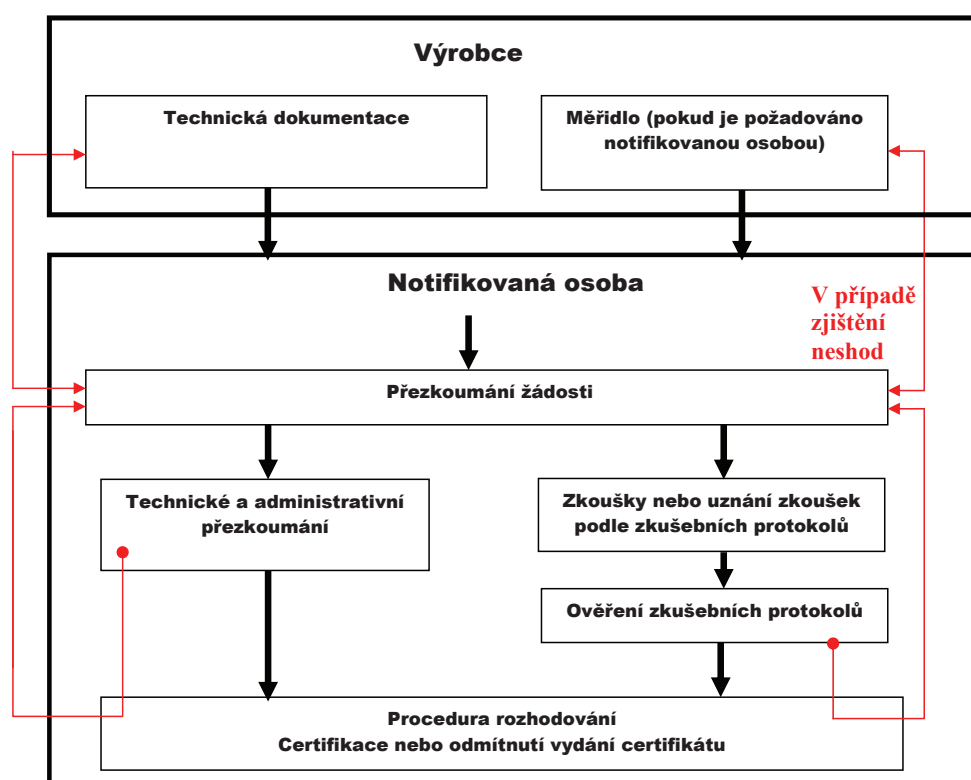 Výrobce
Technická dokumentace
Měřidlo (pokud je požadováno
notifikovanou osobou)
Notifikovaná osoba
V případě
zjištění
neshod
Přezkoumání žádosti
Technické a administrativní
přezkoumání
Zkoušky nebo uznání zkoušek
podle zkušebních protokolů
Ověření zkušebních protokolů
Procedura rozhodování
Certifikace nebo odmítnutí vydání certifikátu